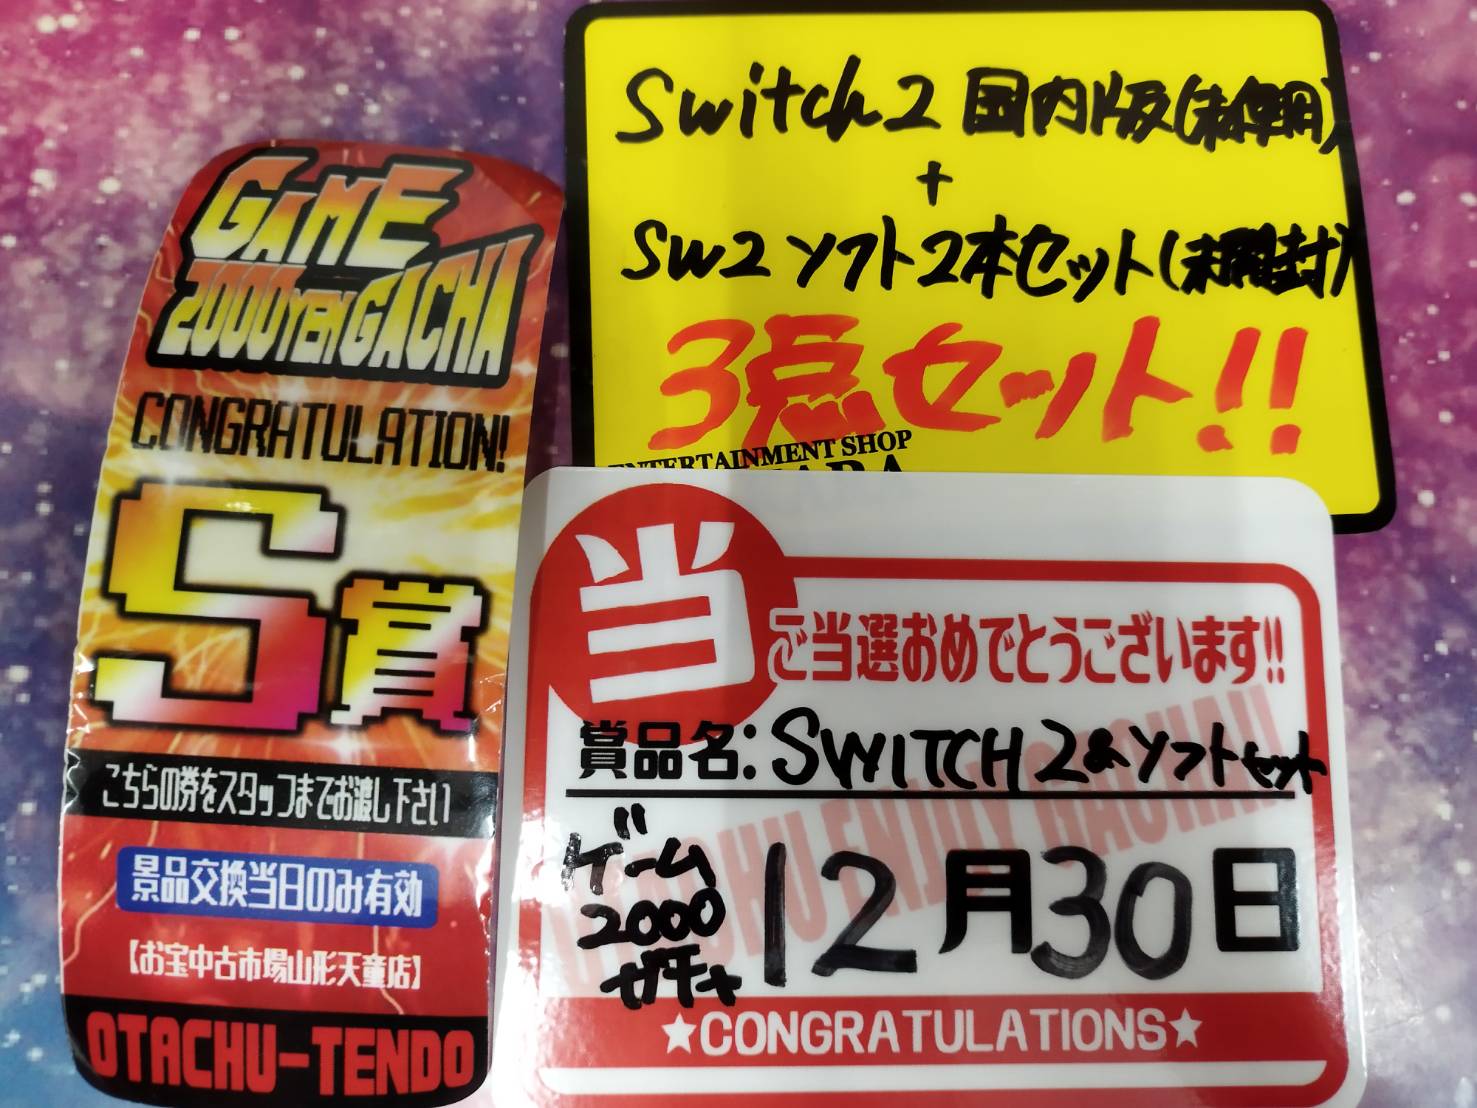 GAME
2000YEN GACHA
CONGRATULATION!
S賞
こちらの券をスタッフまでお渡し下さい
景品交換当日のみ有効
【お宝中古市場山形天童店】
OTACHU-TENDO
Switch2 国内版(未使用)
+
SW2 ソフト2本セット(未開封)
3点セット!!
ENTERTAINMENT SHOP
当
ご当選おめでとうございます!!
賞品名:SWITCH2&ソフトセット
ゲーム
2000
ガチャ
12月30日
★CONGRATULATIONS★